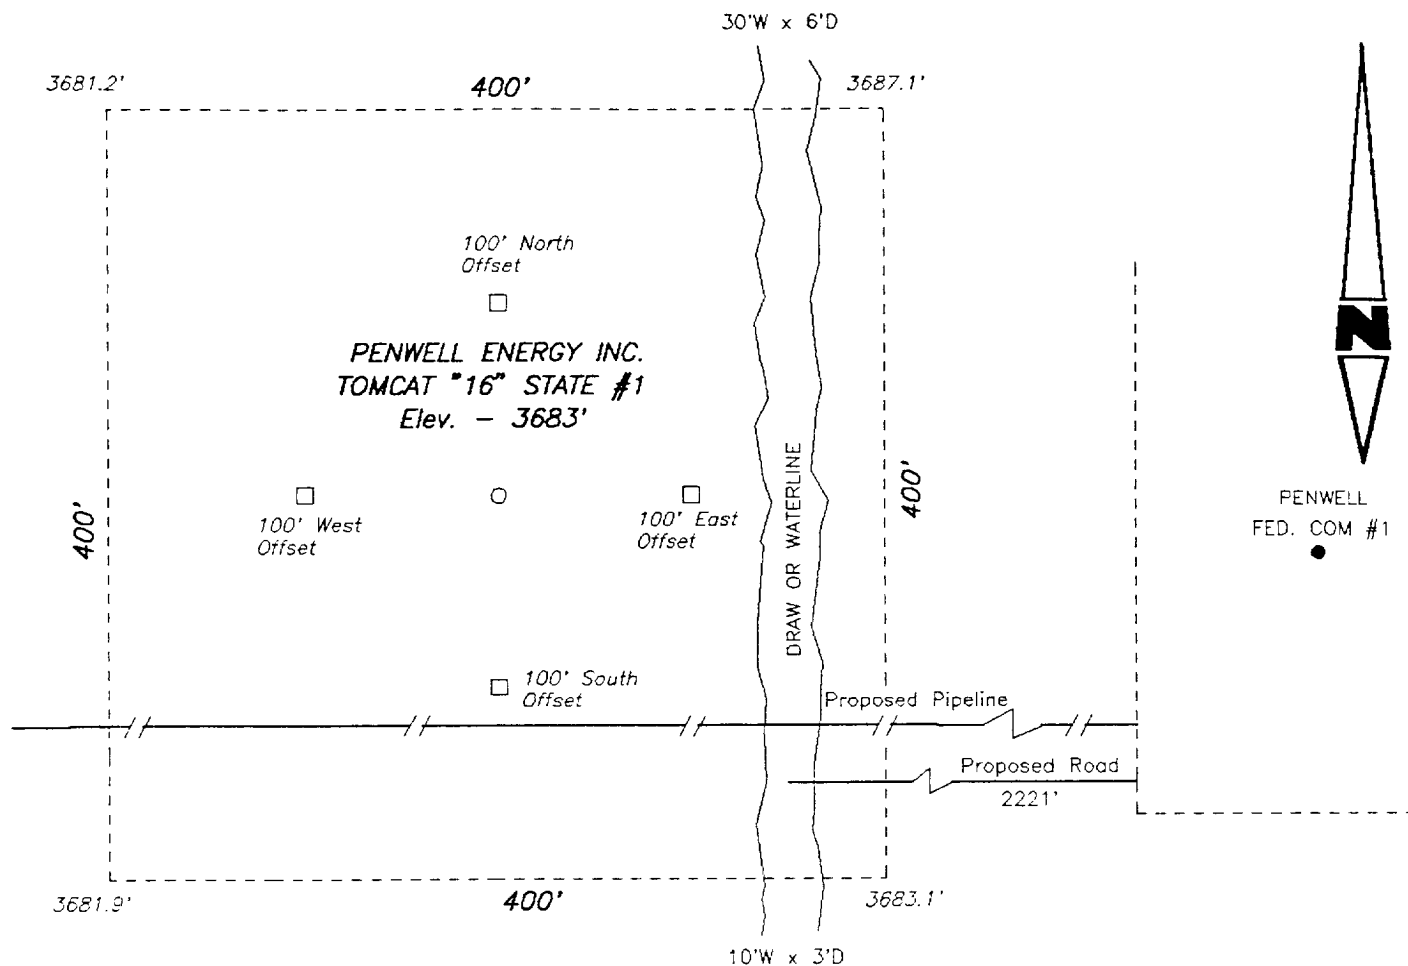 30'W x 6'D
3681.2'
400'
3687.1'
100' North
Offset
PENWELL ENERGY INC.
TOMCAT "16" STATE #1
Elev. – 3683'
N
400'
100' West
Offset
100' East
Offset
DRAW OR WATERLINE
400'
PENWELL
FED. COM #1
100' South
Offset
Proposed Pipeline
Proposed Road
2221'
3681.9'
400'
3683.1'
10'W x 3'D